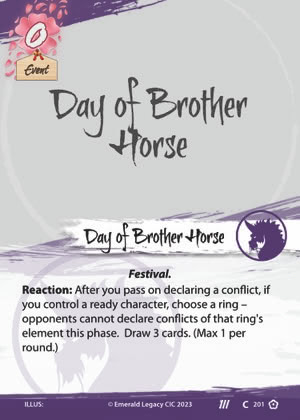 0
Event
Day of Brother
Horse
Day of Brother Horse
Festival.
Reaction: After you pass on declaring a conflict, if
you control a ready character, choose a ring –
opponents cannot declare conflicts of that ring's
element this phase.  Draw 3 cards. (Max 1 per
round.)
ILLUS: © Emerald Legacy CIC 2023 C 201